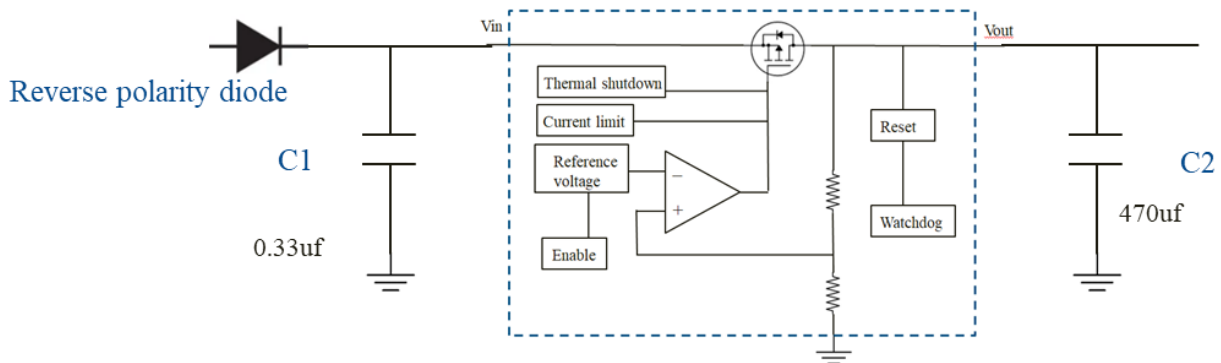 Vin
Vout
Reverse polarity diode
Thermal shutdown
Current limit
Reset
C1
Reference
voltage
−
+
C2
470uf
Watchdog
0.33uf
Enable